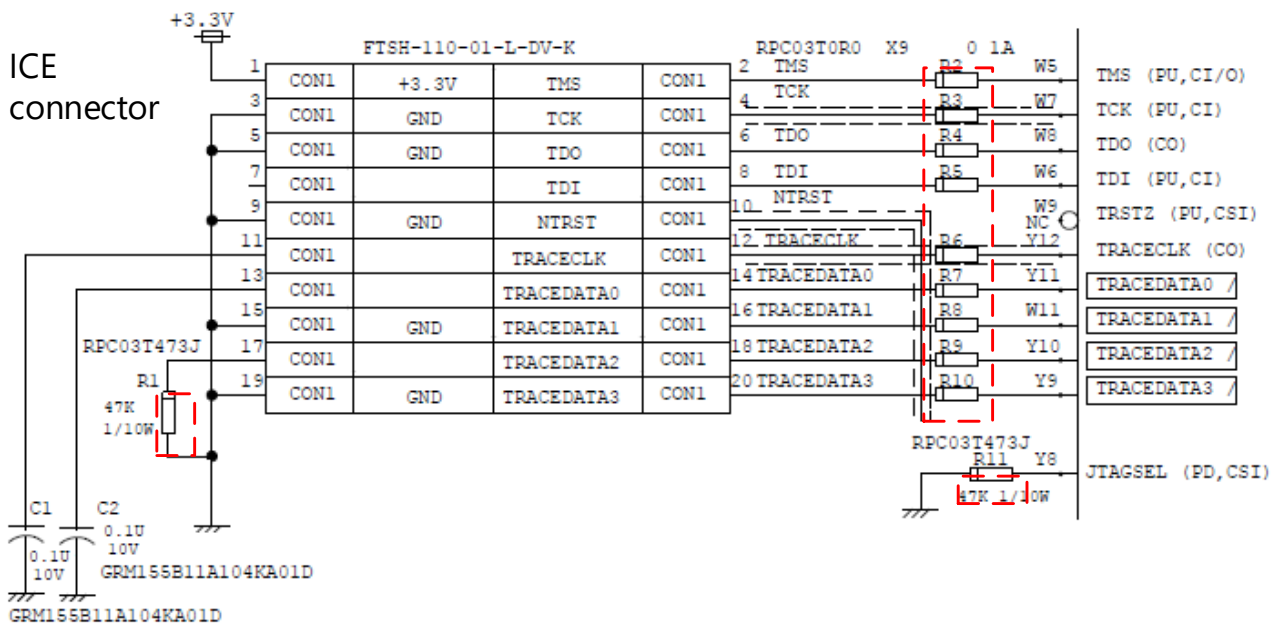 +3.3V
ICE
connector
FTSH-110-01-L-DV-K
RPC03T0R0 X9 0 1A
1 CON1 +3.3V TMS CON1 2 TMS R2 W5 TMS (PU,CI/O)
3 CON1 GND TCK CON1 4 TCK R3 W7 TCK (PU,CI)
5 CON1 GND TDO CON1 6 TDO R4 W8 TDO (CO)
7 CON1 TDI CON1 8 TDI R5 W6 TDI (PU,CI)
9 CON1 GND NTRST CON1 10 NTRST W9 NC TRSTZ (PU,CSI)
11 CON1 TRACECLK CON1 12 TRACECLK R6 Y12 TRACECLK (CO)
13 CON1 TRACEDATA0 CON1 14 TRACEDATA0 R7 Y11 TRACEDATA0 /
15 CON1 GND TRACEDATA1 CON1 16 TRACEDATA1 R8 W11 TRACEDATA1 /
17 CON1 TRACEDATA2 CON1 18 TRACEDATA2 R9 Y10 TRACEDATA2 /
19 CON1 GND TRACEDATA3 CON1 20 TRACEDATA3 R10 Y9 TRACEDATA3 /
RPC03T473J
R1
47K
1/10W
RPC03T473J
R11 Y8
JTAGSEL (PD,CSI)
47K 1/10W
C1 C2
0.1U
10V
0.1U
10V
GRM155B11A104KA01D
GRM155B11A104KA01D